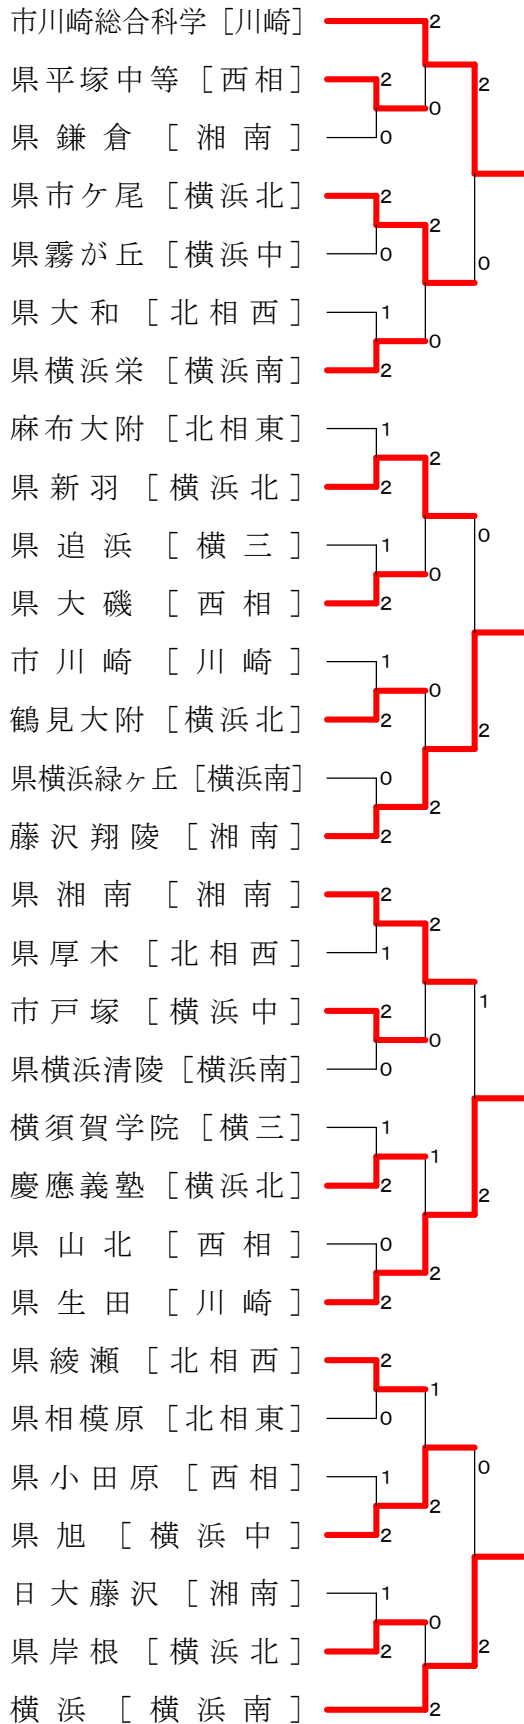 市川崎総合科学 [川崎]
2
県平塚中等 [西相]
2
2
0
県鎌倉 [湘南]
0
県市ケ尾 [横浜北]
2
2
県霧が丘 [横浜中]
0
0
県大和 [北相西]
1
0
県横浜栄 [横浜南]
2
麻布大附 [北相東]
1
2
県新羽 [横浜北]
2
0
県追浜 [横三]
1
0
県大磯 [西相]
2
市川崎 [川崎]
1
0
鶴見大附 [横浜北]
2
2
県横浜緑ヶ丘 [横浜南]
0
2
藤沢翔陵 [湘南]
2
県湘南 [湘南]
2
2
県厚木 [北相西]
1
1
市戸塚 [横浜中]
2
0
県横浜清陵 [横浜南]
0
横須賀学院 [横三]
1
1
慶應義塾 [横浜北]
2
2
県山北 [西相]
0
2
県生田 [川崎]
2
県綾瀬 [北相西]
2
1
県相模原 [北相東]
0
0
県小田原 [西相]
1
2
県旭 [横浜中]
2
日大藤沢 [湘南]
1
0
県岸根 [横浜北]
2
2
横浜 [横浜南]
2